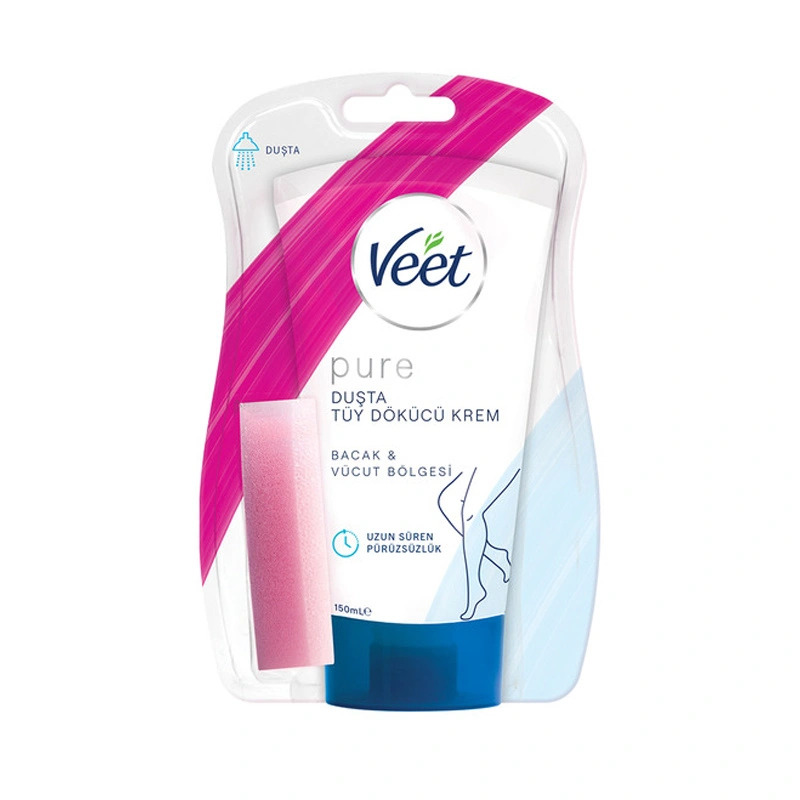 DUŞTA
Veet
pure
DUŞTA
TÜY DÖKÜCÜ KREM
BACAK &
VÜCUT BÖLGESİ
UZUN SÜREN
PÜRÜZSÜZLÜK
150mL℮